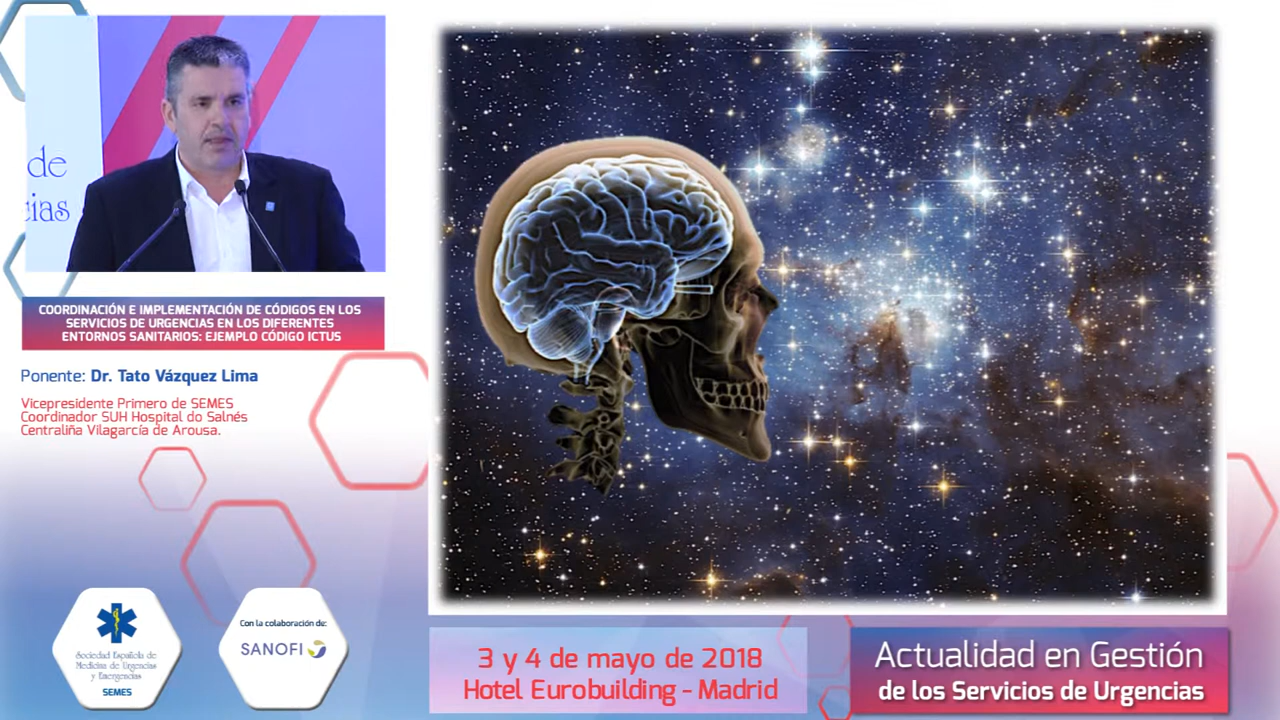 de
cias
COORDINACIÓN E IMPLEMENTACIÓN DE CÓDIGOS EN LOS
SERVICIOS DE URGENCIAS EN LOS DIFERENTES
ENTORNOS SANITARIOS: EJEMPLO CÓDIGO ICTUS
Ponente: Dr. Tato Vázquez Lima
Vicepresidente Primero de SEMES
Coordinador SUH Hospital do Salnés
Centraliña Vilagarcía de Arousa.
Sociedad Española de
Medicina de Urgencias
y Emergencias
SEMES
Con la colaboración de:
SANOFI
3 y 4 de mayo de 2018
Hotel Eurobuilding - Madrid
Actualidad en Gestión
de los Servicios de Urgencias